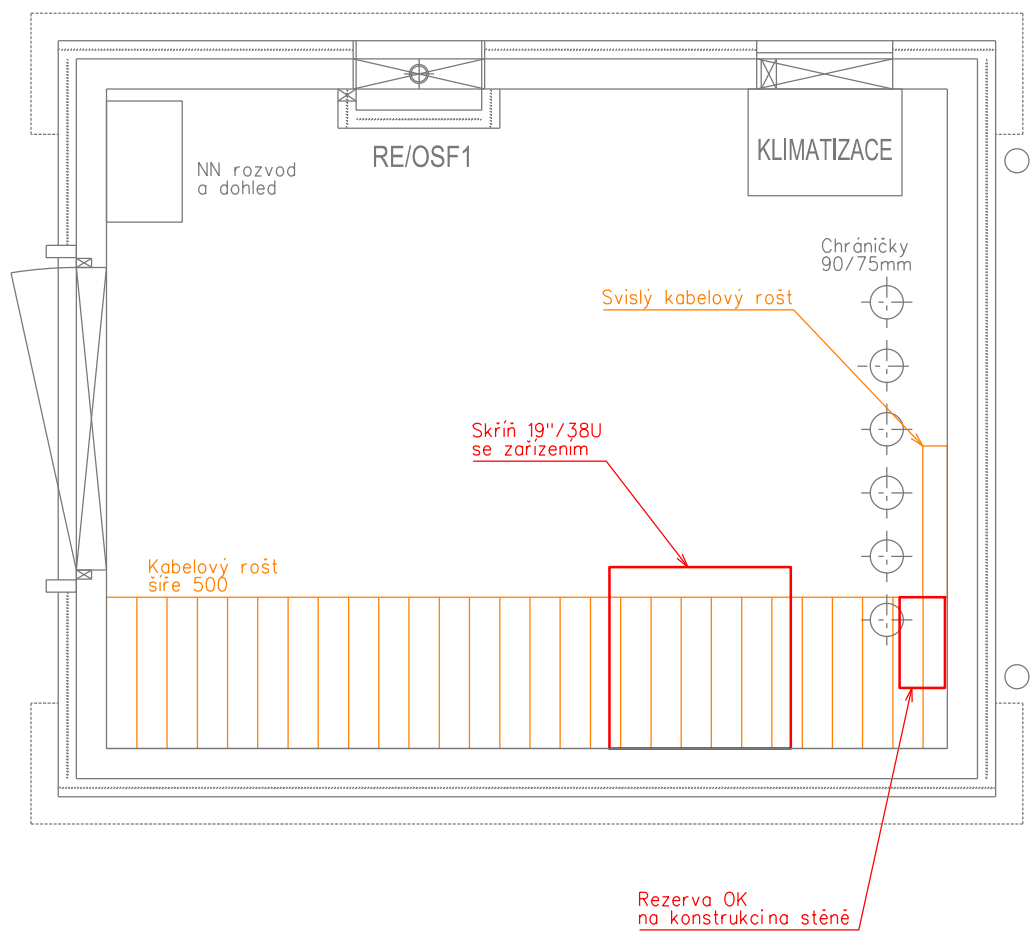 RE/OSF1
KLIMATIZACE
NN rozvod
a dohled
Chráničky
90/75mm
Svislý kabelový rošt
Skříň 19"/38U
se zařízením
Kabelový rošt
šíře 500
Rezerva OK
na konstrukcina stěně